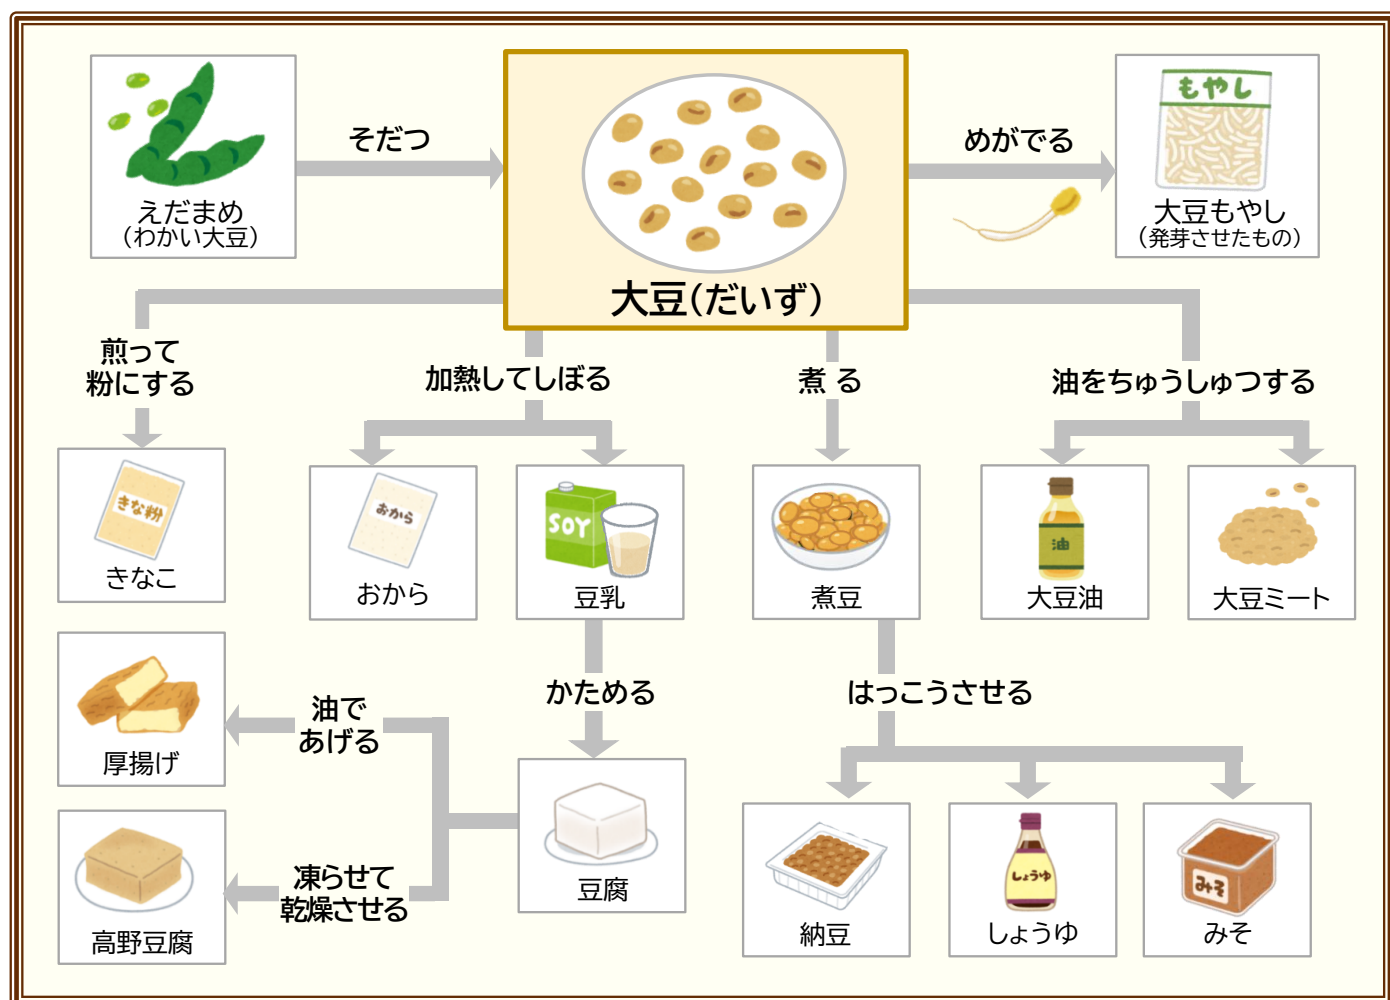 もやし
そだつ
めがでる
えだまめ
（わかい大豆）
大豆もやし
（発芽させたもの）
大豆（だいず）
煎って
粉にする
加熱してしぼる
煮 る
油をちゅうしゅつする
きな粉
きなこ
おから
おから
SOY
豆乳
煮豆
油
大豆油
大豆ミート
油で
あげる
かためる
はっこうさせる
厚揚げ
凍らせて
乾燥させる
高野豆腐
豆腐
納豆
しょうゆ
しょうゆ
みそ
みそ